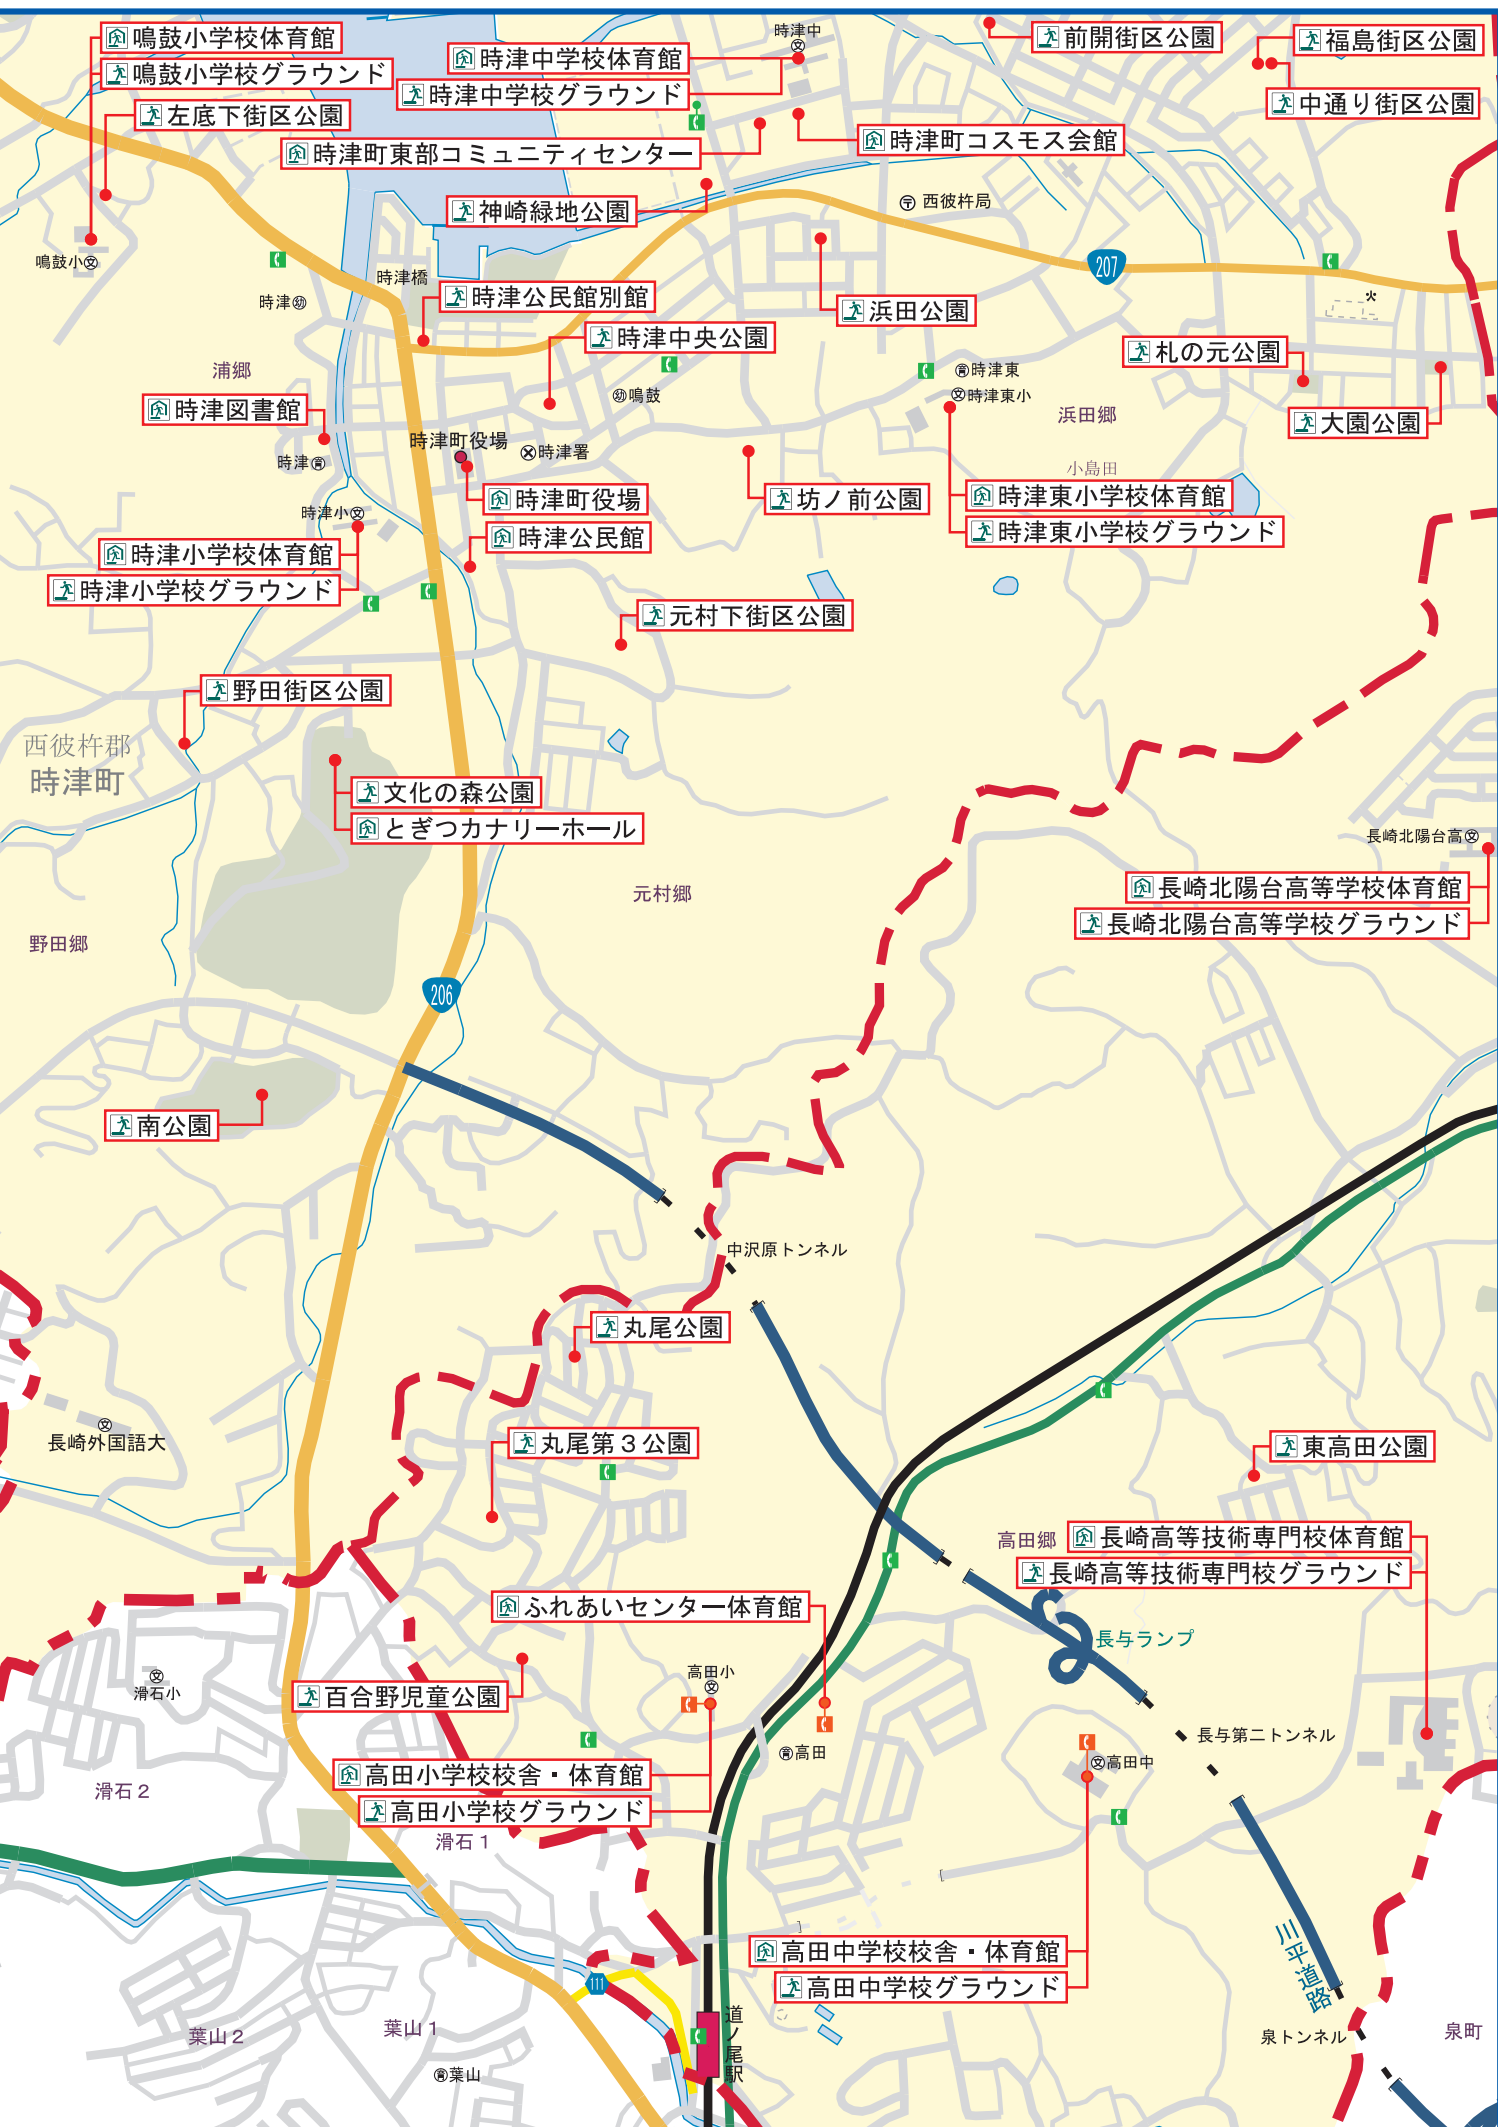 鳴鼓小学校体育館
鳴鼓小学校グラウンド
左底下街区公園
時津中学校体育館
時津中学校グラウンド
時津町東部コミュニティセンター
時津中
文
前開街区公園
福島街区公園
中通り街区公園
時津町コスモス会館
神崎緑地公園
西彼杵局
207
鳴鼓小文
時津幼
時津橋
時津公民館別館
時津中央公園
浜田公園
札の元公園
大園公園
浦郷
時津図書館
幼鳴鼓
育時津東
文時津東小
浜田郷
小島田
時津町役場
時津署
時津育
時津町役場
坊ノ前公園
時津東小学校体育館
時津東小学校グラウンド
時津小文
時津公民館
時津小学校体育館
時津小学校グラウンド
元村下街区公園
野田街区公園
西彼杵郡
時津町
文化の森公園
とぎつカナリーホール
長崎北陽台高文
長崎北陽台高等学校体育館
長崎北陽台高等学校グラウンド
元村郷
野田郷
206
南公園
中沢原トンネル
丸尾公園
文
長崎外国語大
丸尾第３公園
東高田公園
高田郷
長崎高等技術専門校体育館
長崎高等技術専門校グラウンド
ふれあいセンター体育館
長与ランプ
高田小
文
文
滑石小
百合野児童公園
長与第二トンネル
育高田
文高田中
高田小学校校舎・体育館
高田小学校グラウンド
滑石２
滑石１
高田中学校校舎・体育館
高田中学校グラウンド
川平道路
111
道ノ尾駅
葉山２
葉山１
育葉山
泉トンネル
泉町